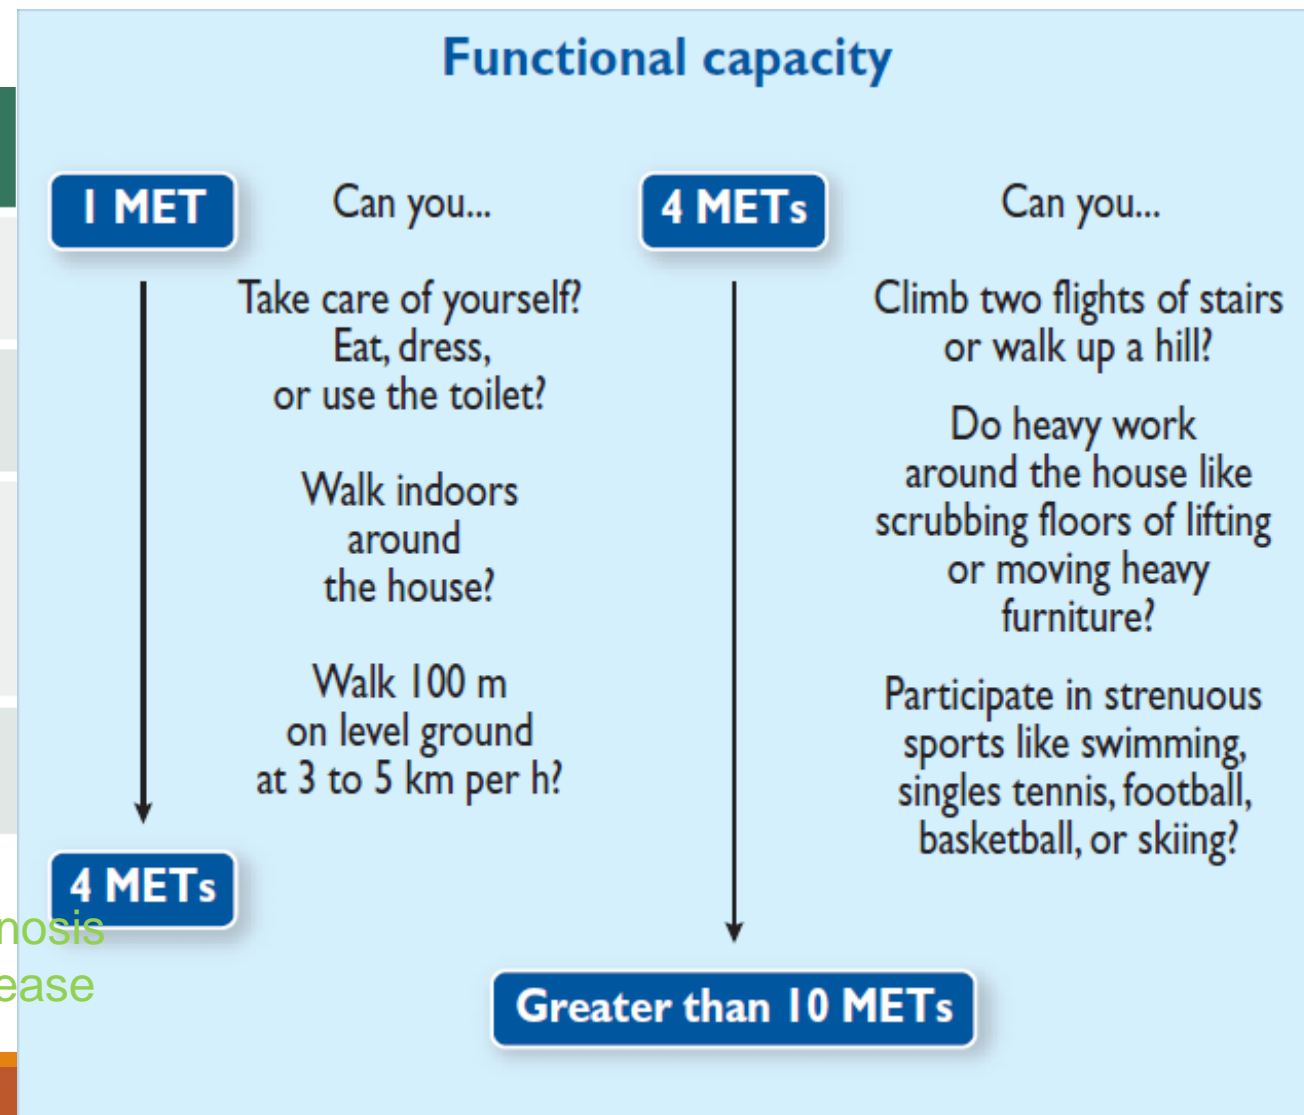 Functional capacity
1 MET
Can you...
Take care of yourself?
Eat, dress,
or use the toilet?
Walk indoors
around
the house?
Walk 100 m
on level ground
at 3 to 5 km per h?
4 METs
4 METs
Can you...
Climb two flights of stairs
or walk up a hill?
Do heavy work
around the house like
scrubbing floors of lifting
or moving heavy
furniture?
Participate in strenuous
sports like swimming,
singles tennis, football,
basketball, or skiing?
Greater than 10 METs
nosis
ease